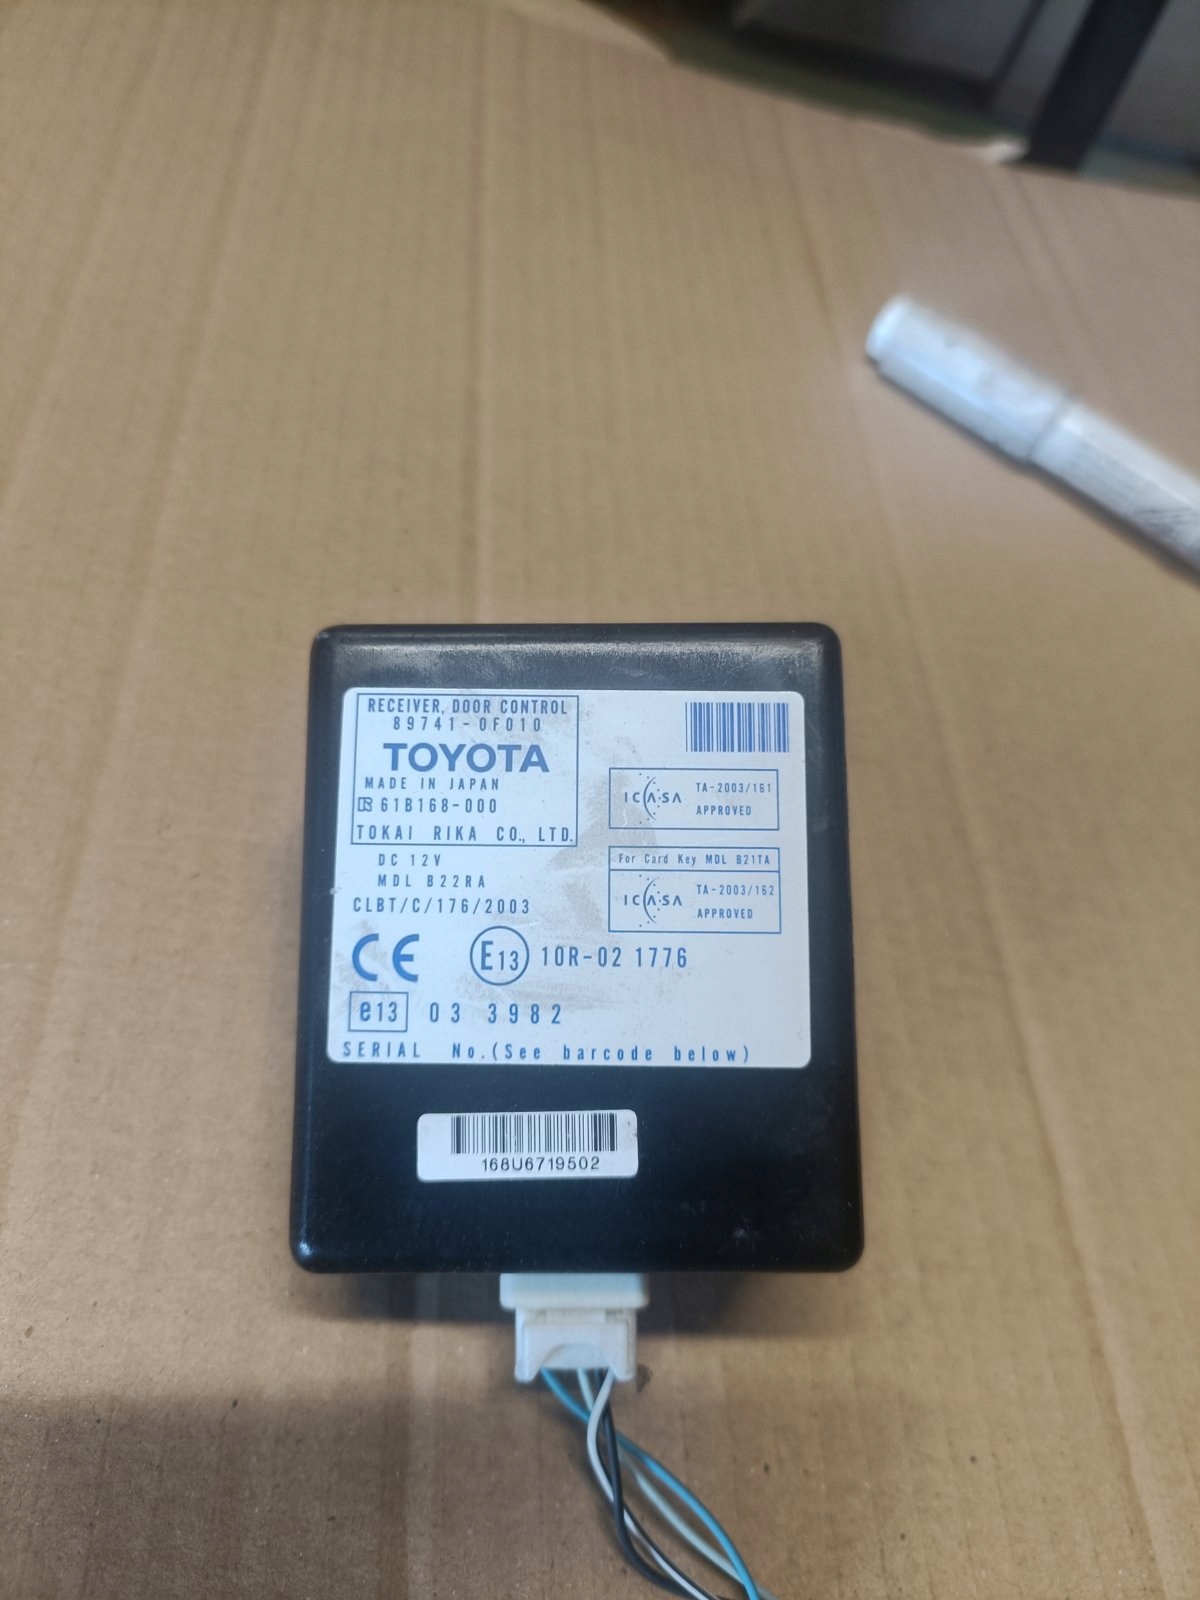 RECEIVER, DOOR CONTROL
89741-0F010
TOYOTA
MADE IN JAPAN
61B168-000
TOKAI RIKA CO., LTD.
DC 12V
MDL B22RA
CLBT/C/176/2003
ICASA
TA-2003/161
APPROVED
For Card Key MDL B21TA
ICASA
TA-2003/162
APPROVED
CE E13 10R-02 1776
e13 03 3982
SERIAL No.(See barcode below)
168U6719502